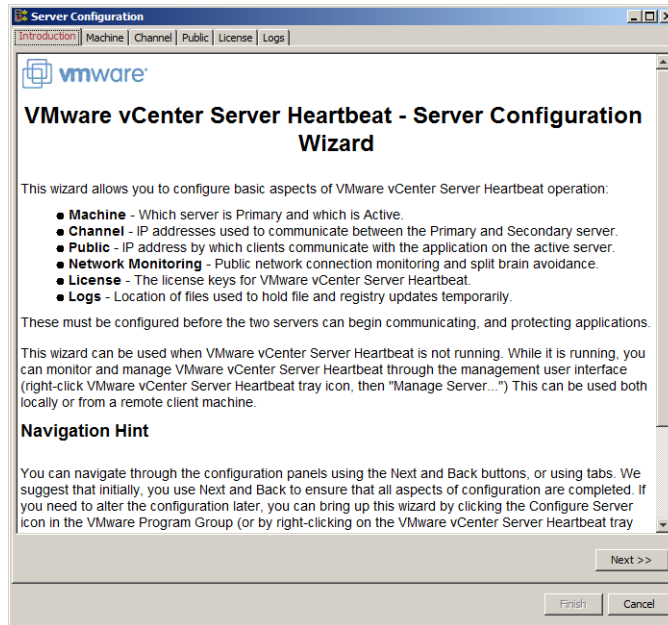 Server Configuration
Introduction Machine Channel Public License Logs
vmware
VMware vCenter Server Heartbeat - Server Configuration
Wizard
This wizard allows you to configure basic aspects of VMware vCenter Server Heartbeat operation:
● Machine - Which server is Primary and which is Active.
● Channel - IP addresses used to communicate between the Primary and Secondary server.
● Public - IP address by which clients communicate with the application on the active server.
● Network Monitoring - Public network connection monitoring and split brain avoidance.
● License - The license keys for VMware vCenter Server Heartbeat.
● Logs - Location of files used to hold file and registry updates temporarily.
These must be configured before the two servers can begin communicating, and protecting applications.
This wizard can be used when VMware vCenter Server Heartbeat is not running. While it is running, you
can monitor and manage VMware vCenter Server Heartbeat through the management user interface
(right-click VMware vCenter Server Heartbeat tray icon, then "Manage Server...") This can be used both
locally or from a remote client machine.
Navigation Hint
You can navigate through the configuration panels using the Next and Back buttons, or using tabs. We
suggest that initially, you use Next and Back to ensure that all aspects of configuration are completed. If
you need to alter the configuration later, you can bring up this wizard by clicking the Configure Server
icon in the VMware Program Group (or by right-clicking on the VMware vCenter Server Heartbeat tray
Next >>
Finish Cancel